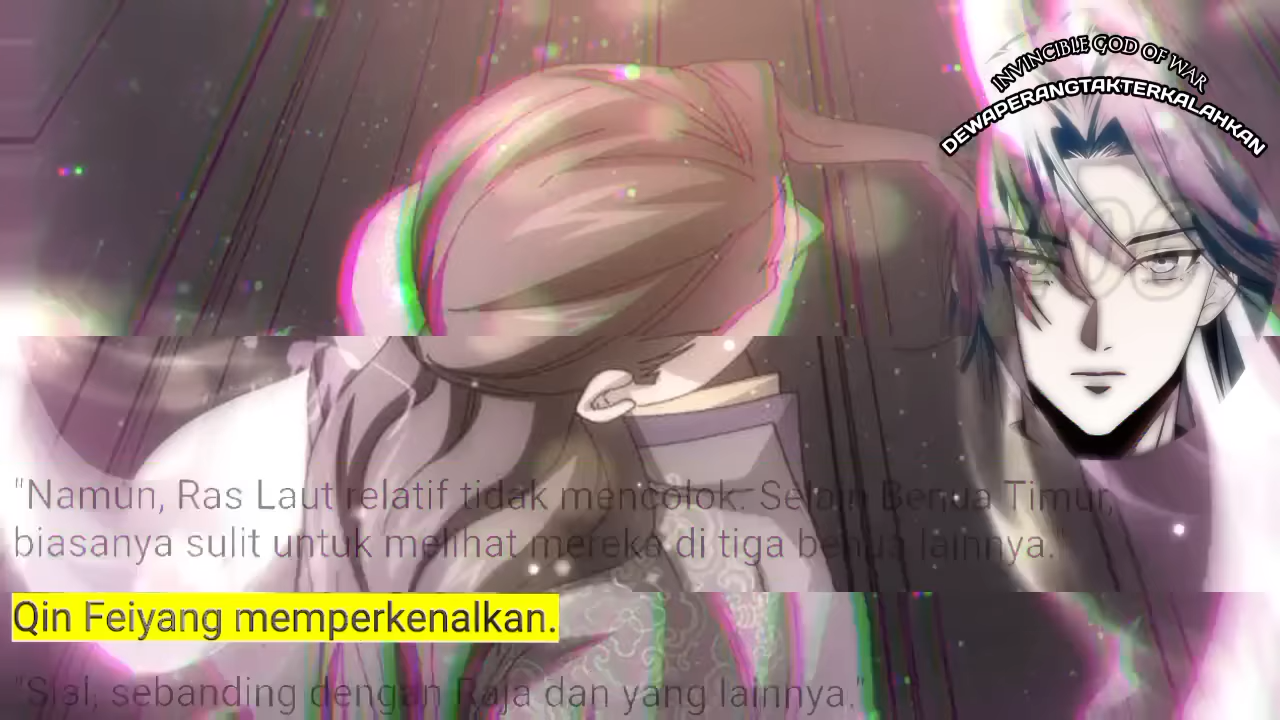 INVINCIBLE GOD OF WAR
DEWAPERANGTAKTERKALAHKAN
"Namun, Ras Laut relatif tidak mencolok. Selain Benua Timur,
biasanya sulit untuk melihat mereka di tiga benua lainnya."
Qin Feiyang memperkenalkan.
sebanding dengan Raja dan yang lainnya."